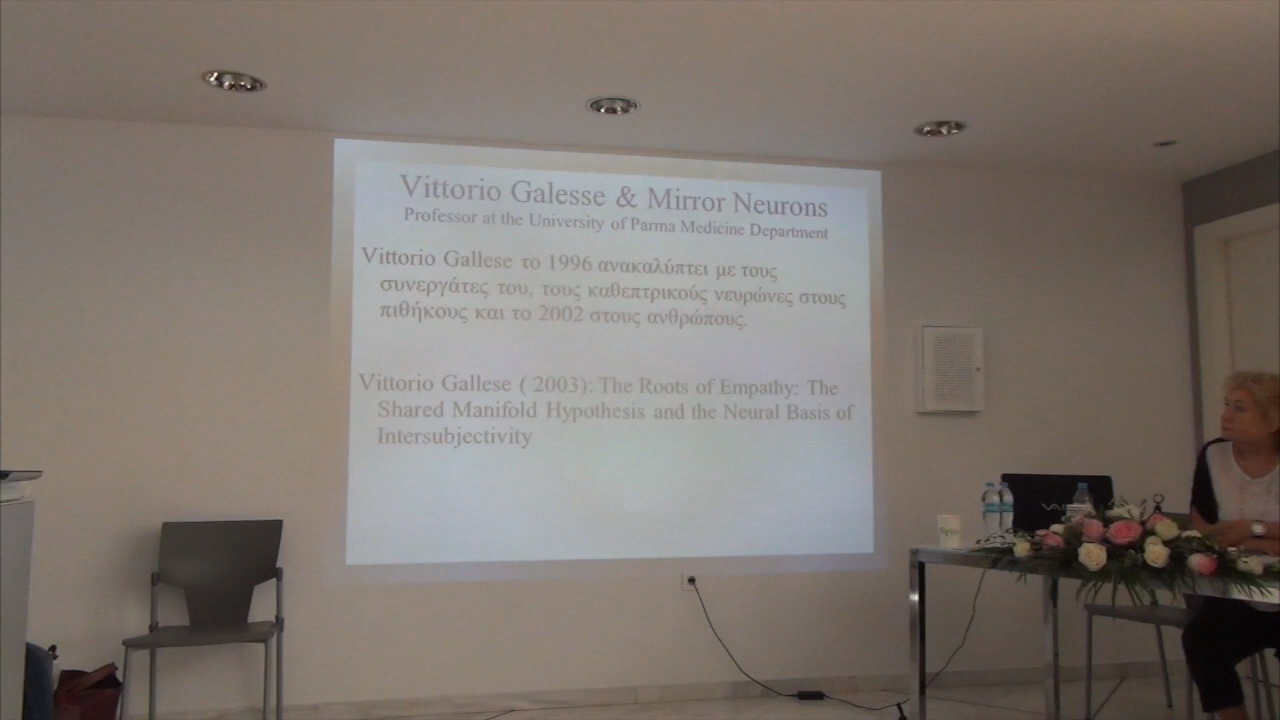 Vittorio Galesse & Mirror Neurons
Professor at the University of Parma Medicine Department
Vittorio Gallese το 1996 ανακαλύπτει με τους
συνεργάτες του, τους καθεπτρικούς νευρώνες στους
πιθήκους και το 2002 στους ανθρώπους.
Vittorio Gallese ( 2003): The Roots of Empathy: The
Shared Manifold Hypothesis and the Neural Basis of
Intersubjectivity